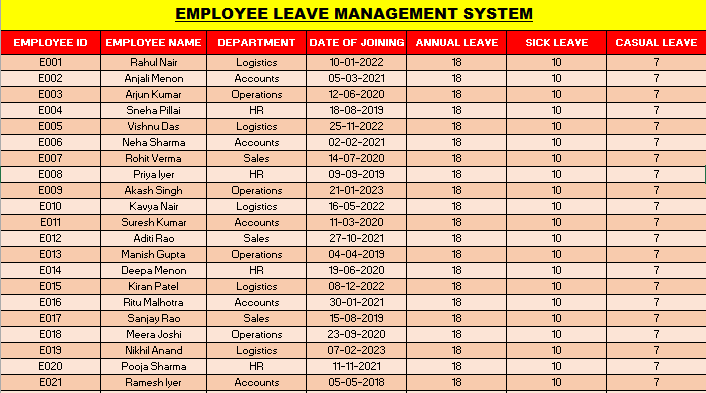 EMPLOYEE LEAVE MANAGEMENT SYSTEM
EMPLOYEE ID EMPLOYEE NAME DEPARTMENT DATE OF JOINING ANNUAL LEAVE SICK LEAVE CASUAL LEAVE
E001 Rahul Nair Logistics 10-01-2022 18 10 7
E002 Anjali Menon Accounts 05-03-2021 18 10 7
E003 Arjun Kumar Operations 12-06-2020 18 10 7
E004 Sneha Pillai HR 18-08-2019 18 10 7
E005 Vishnu Das Logistics 25-11-2022 18 10 7
E006 Neha Sharma Accounts 02-02-2021 18 10 7
E007 Rohit Verma Sales 14-07-2020 18 10 7
E008 Priya Iyer HR 09-09-2019 18 10 7
E009 Akash Singh Operations 21-01-2023 18 10 7
E010 Kavya Nair Logistics 16-05-2022 18 10 7
E011 Suresh Kumar Accounts 11-03-2020 18 10 7
E012 Aditi Rao Sales 27-10-2021 18 10 7
E013 Manish Gupta Operations 04-04-2019 18 10 7
E014 Deepa Menon HR 19-06-2020 18 10 7
E015 Kiran Patel Logistics 08-12-2022 18 10 7
E016 Ritu Malhotra Accounts 30-01-2021 18 10 7
E017 Sanjay Rao Sales 15-08-2019 18 10 7
E018 Meera Joshi Operations 23-09-2020 18 10 7
E019 Nikhil Anand Logistics 07-02-2023 18 10 7
E020 Pooja Sharma HR 11-11-2021 18 10 7
E021 Ramesh Iyer Accounts 05-05-2018 18 10 7